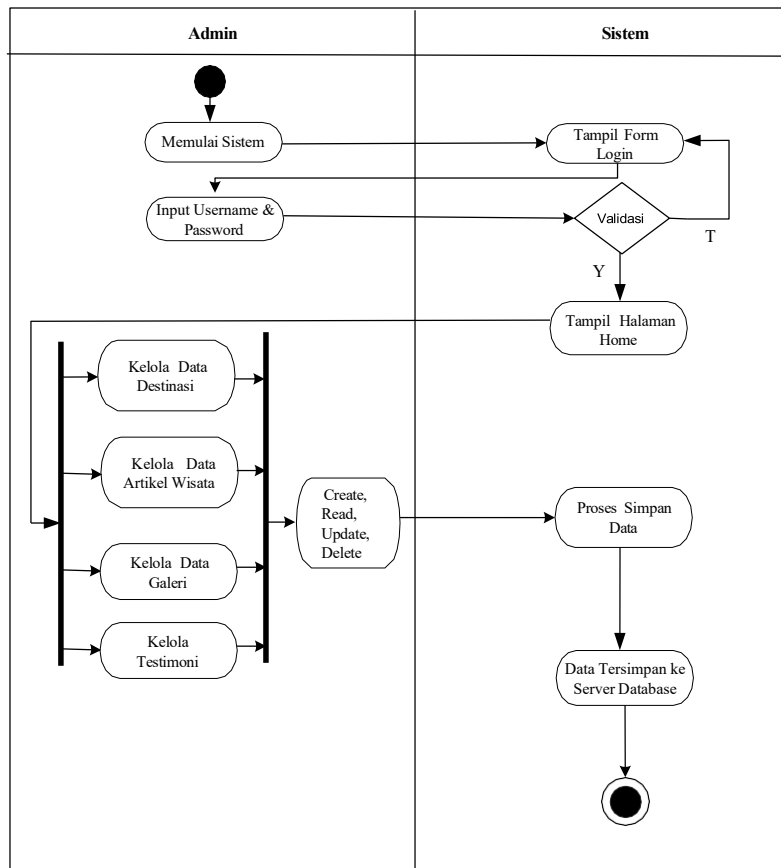 Admin
Sistem
Memulai Sistem
Tampil Form
Login
Input Username &
Password
Validasi
T
Y
Tampil Halaman
Home
Kelola Data
Destinasi
Kelola Data
Artikel Wisata
Kelola Data
Galeri
Kelola
Testimoni
Create,
Read,
Update,
Delete
Proses Simpan
Data
Data Tersimpan ke
Server Database